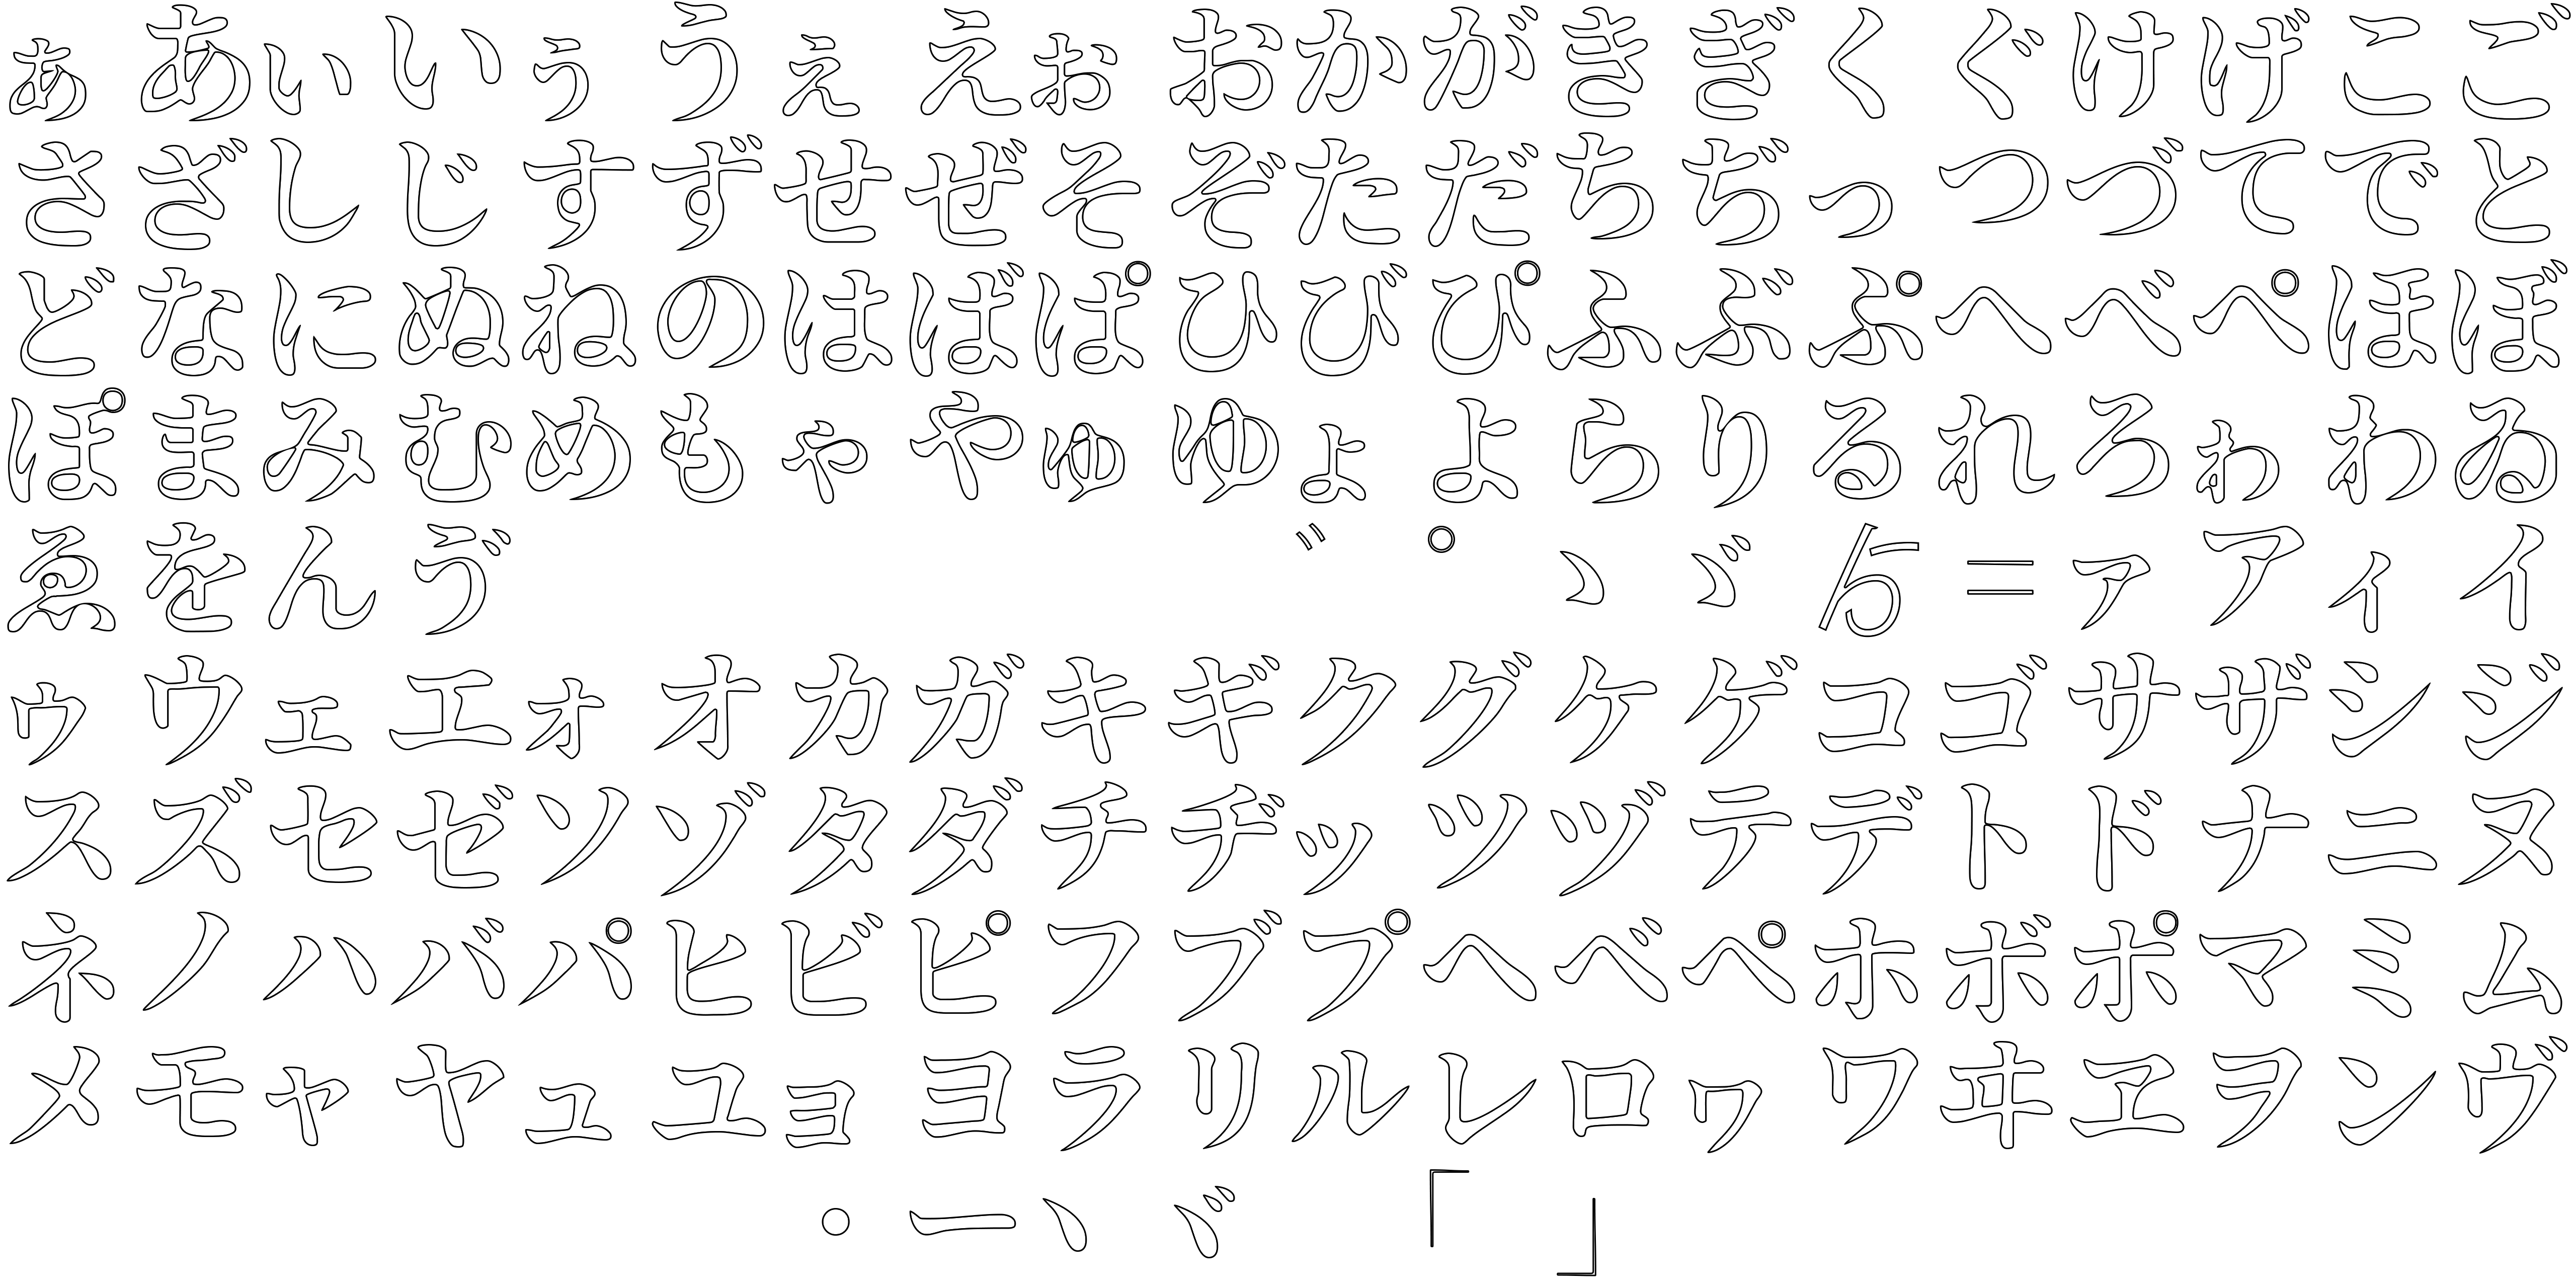 ぁあぃいぅうぇえぉおかがきぎくぐけげこご
さざしじすずせぜそぞただちぢっつづてでと
どなにぬねのはばぱひびぴふぶぷへべぺほぼ
ぽまみむめもゃやゅゆょよらりるれろゎわゐ
ゑをんゔ゛゜ゝゞゟ゠ァアィイ
ゥウェエォオカガキギクグケゲコゴサザシジ
スズセゼソゾタダチヂッツヅテデトドナニヌ
ネノハバパヒビピフブプヘベペホボポマミム
メモャヤュユョヨラリルレロヮワヰヱヲンヴ
・ーヽヾ「」